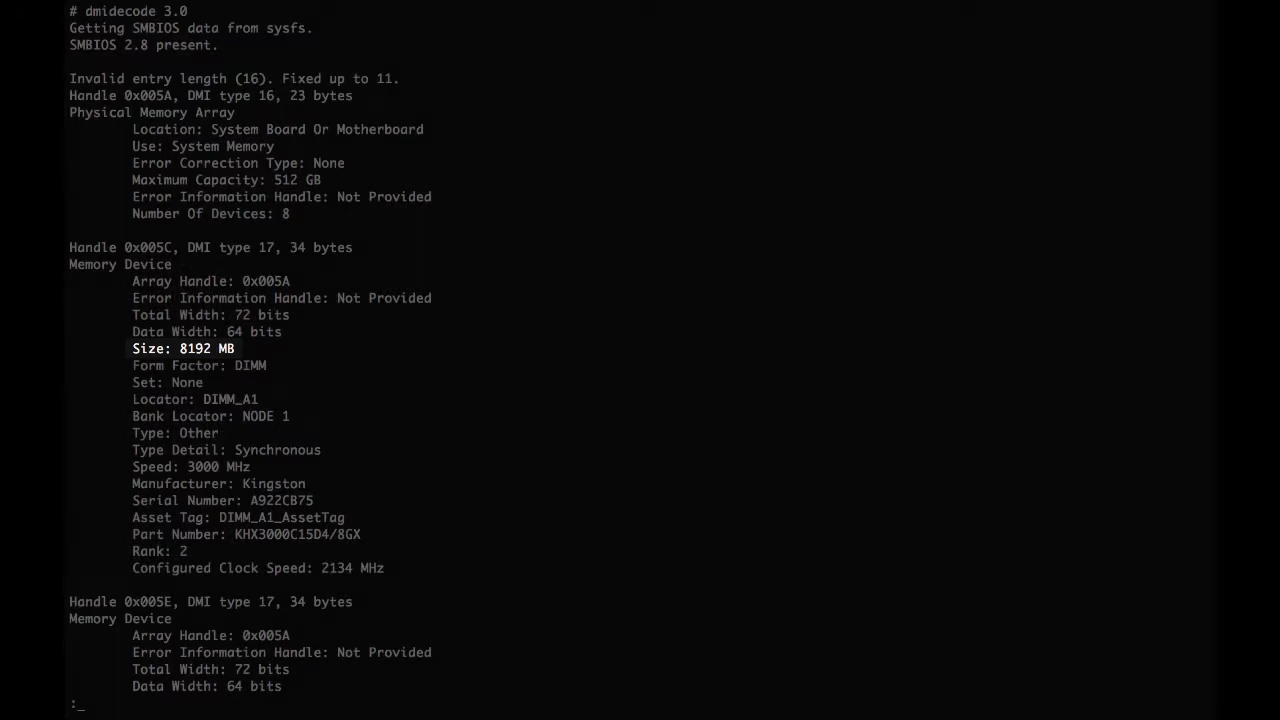 # dmidecode 3.0
Getting SMBIOS data from sysfs.
SMBIOS 2.8 present.
Invalid entry length (16). Fixed up to 11.
Handle 0x005A, DMI type 16, 23 bytes
Physical Memory Array
Location: System Board Or Motherboard
Use: System Memory
Error Correction Type: None
Maximum Capacity: 512 GB
Error Information Handle: Not Provided
Number Of Devices: 8
Handle 0x005C, DMI type 17, 34 bytes
Memory Device
Array Handle: 0x005A
Error Information Handle: Not Provided
Total Width: 72 bits
Data Width: 64 bits
Size: 8192 MB
Form Factor: DIMM
Set: None
Locator: DIMM_A1
Bank Locator: NODE 1
Type: Other
Type Detail: Synchronous
Speed: 3000 MHz
Manufacturer: Kingston
Serial Number: A922CB75
Asset Tag: DIMM_A1_AssetTag
Part Number: KHX3000C15D4/8GX
Rank: 2
Configured Clock Speed: 2134 MHz
Handle 0x005E, DMI type 17, 34 bytes
Memory Device
Array Handle: 0x005A
Error Information Handle: Not Provided
Total Width: 72 bits
Data Width: 64 bits
:_